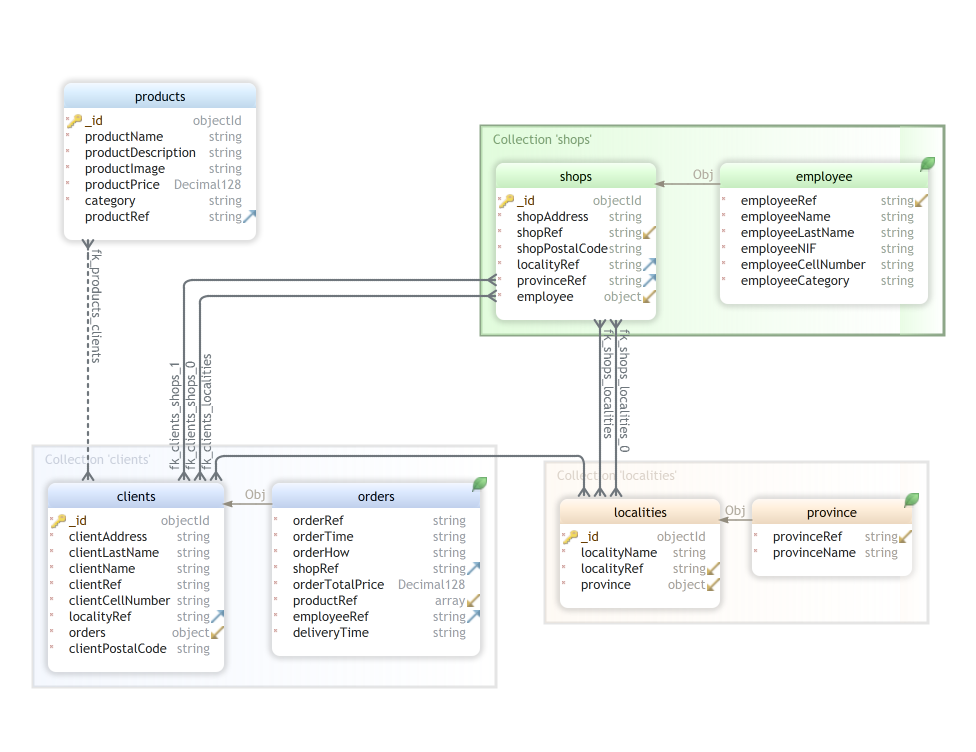 products
_id objectId
productName string
productDescription string
productImage string
productPrice Decimal128
category string
productRef string
fk_products_clients
Collection 'shops'
shops
_id objectId
shopAddress string
shopRef string
shopPostalCode string
localityRef string
provinceRef string
employee object
Obj
employee
employeeRef string
employeeName string
employeeLastName string
employeeNIF string
employeeCellNumber string
employeeCategory string
fk_clients_shops_1
fk_clients_shops_0
fk_clients_localities
fk_shops_localities
fk_shops_localities_0
Collection 'clients'
clients
_id objectId
clientAddress string
clientLastName string
clientName string
clientRef string
clientCellNumber string
localityRef string
orders object
clientPostalCode string
Obj
orders
orderRef string
orderTime string
orderHow string
shopRef string
orderTotalPrice Decimal128
productRef array
employeeRef string
deliveryTime string
Collection 'localities'
localities
_id objectId
localityName string
localityRef string
province object
Obj
province
provinceRef string
provinceName string